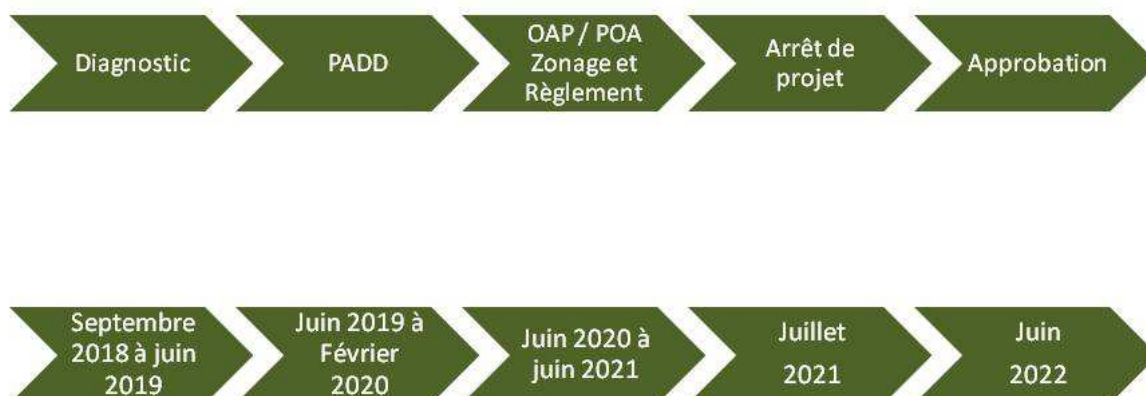 Diagnostic
PADD
OAP / POA
Zonage et
Règlement
Arrêt de
projet
Approbation
Septembre
2018 à juin
2019
Juin 2019 à
Février
2020
Juin 2020 à
juin 2021
Juillet
2021
Juin
2022